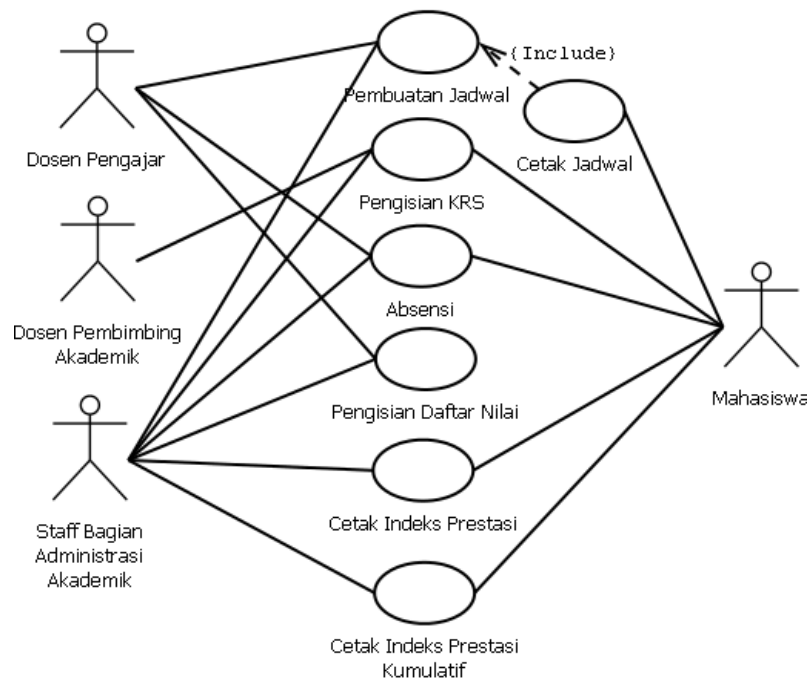 {Include}
Pembuatan Jadwal
Dosen Pengajar
Cetak Jadwal
Pengisian KRS
Absensi
Dosen Pembimbing
Akademik
Mahasiswa
Pengisian Daftar Nilai
Staff Bagian
Administrasi
Akademik
Cetak Indeks Prestasi
Cetak Indeks Prestasi
Kumulatif